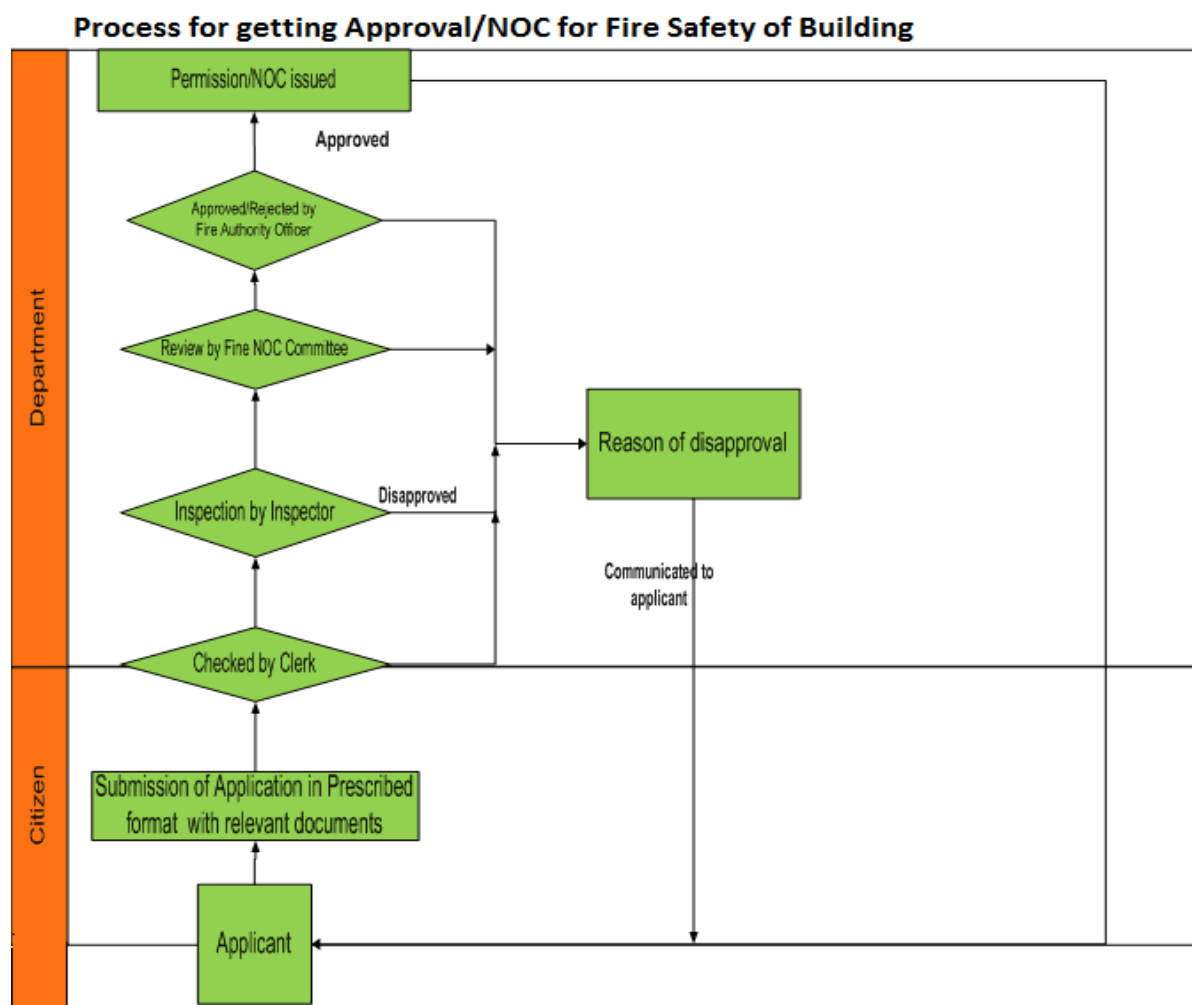 Process for getting Approval/NOC for Fire Safety of Building
Permission/NOC issued
Approved
Approved/Rejected by
Fire Authority Officer
Department
Review by Fine NOC Committee
Reason of disapproval
Disapproved
Inspection by Inspector
Communicated to
applicant
Checked by Clerk
Citizen
Submission of Application in Prescribed
format with relevant documents
Applicant